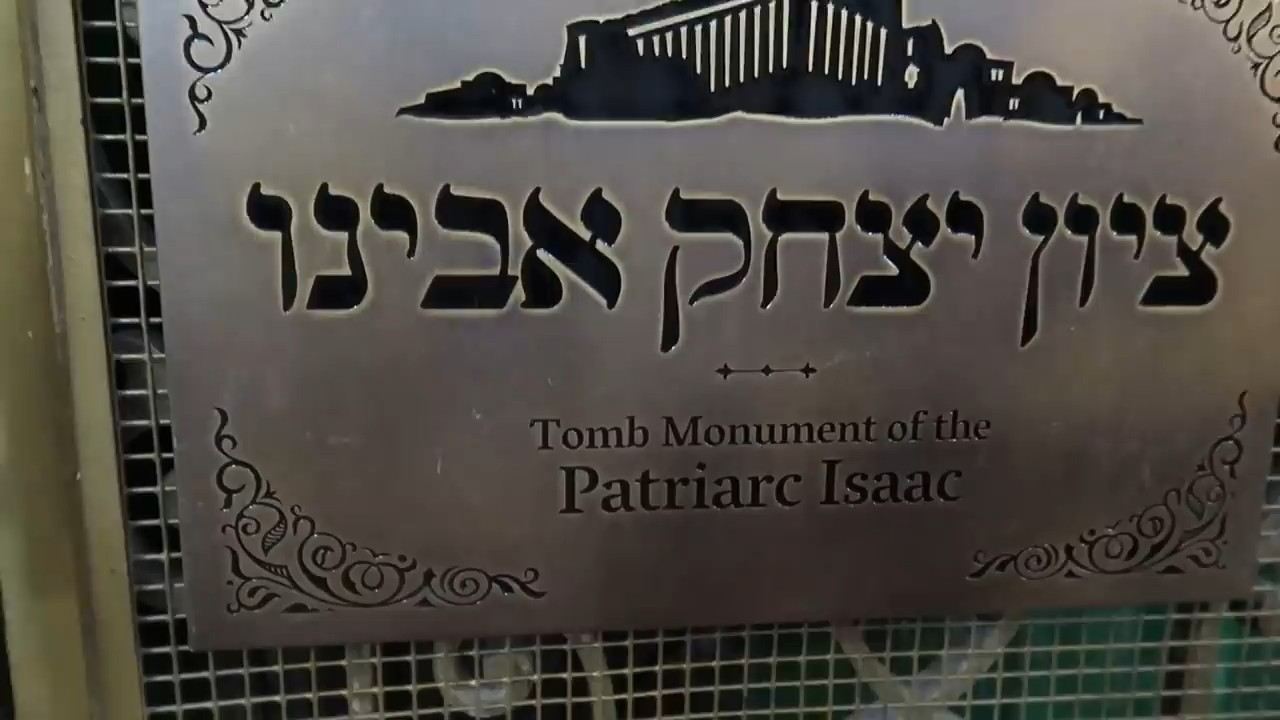 ציון יצחק אבינו
Tomb Monument of the
Patriarc Isaac